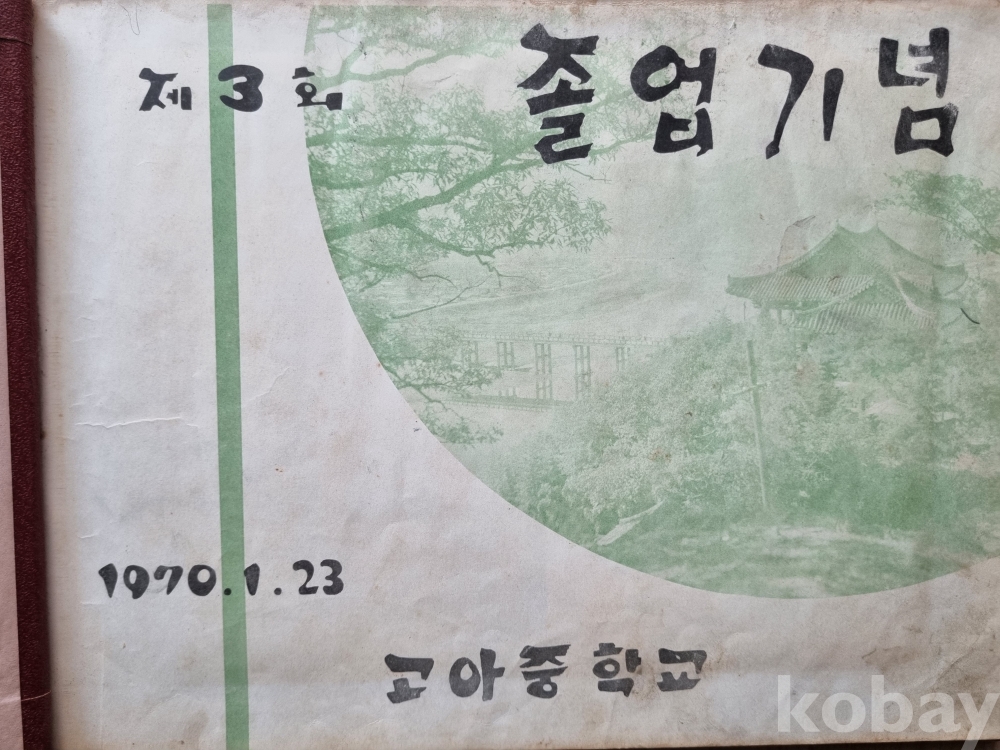 제3회
졸업기념
1970.1.23
고아중학교
kobay